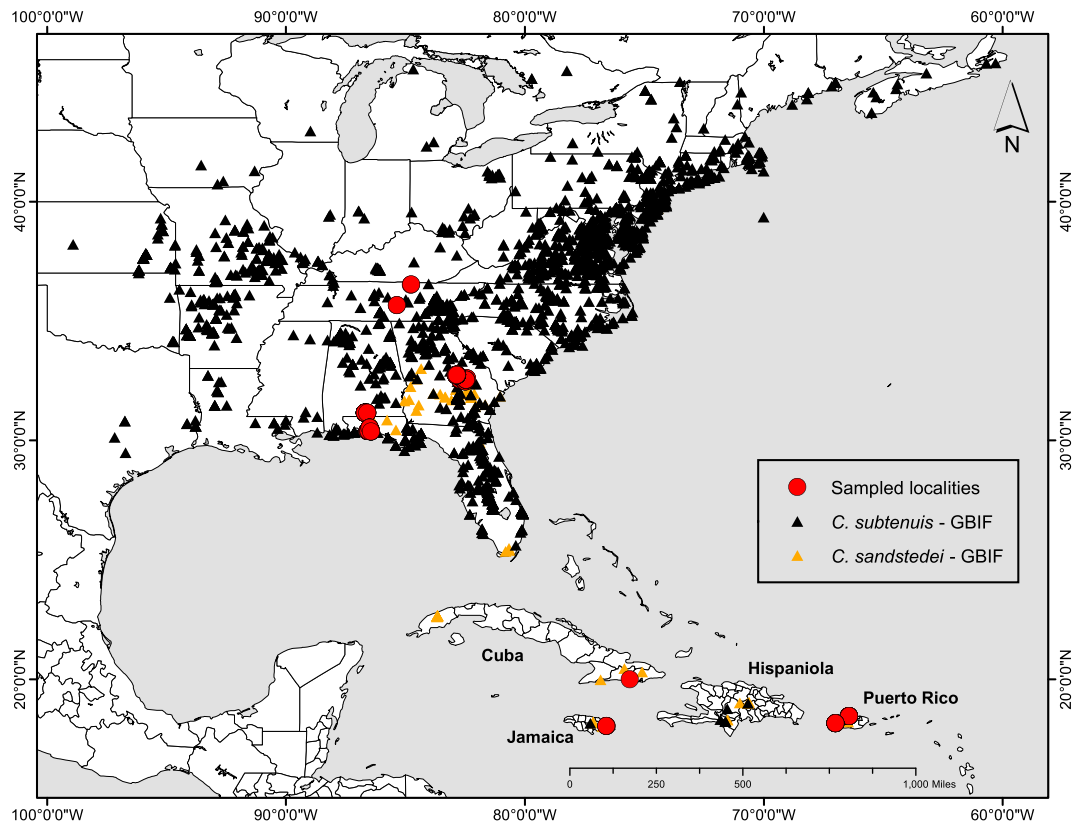 100°0'0"W 90°0'0"W 80°0'0"W 70°0'0"W 60°0'0"W
N
40°0'0"N 40°0'0"N
30°0'0"N 30°0'0"N
Sampled localities
C. subtenuis - GBIF
C. sandstedei - GBIF
20°0'0"N 20°0'0"N
Cuba
Hispaniola
Puerto Rico
Jamaica
0 250 500 1,000 Miles
100°0'0"W 90°0'0"W 80°0'0"W 70°0'0"W 60°0'0"W